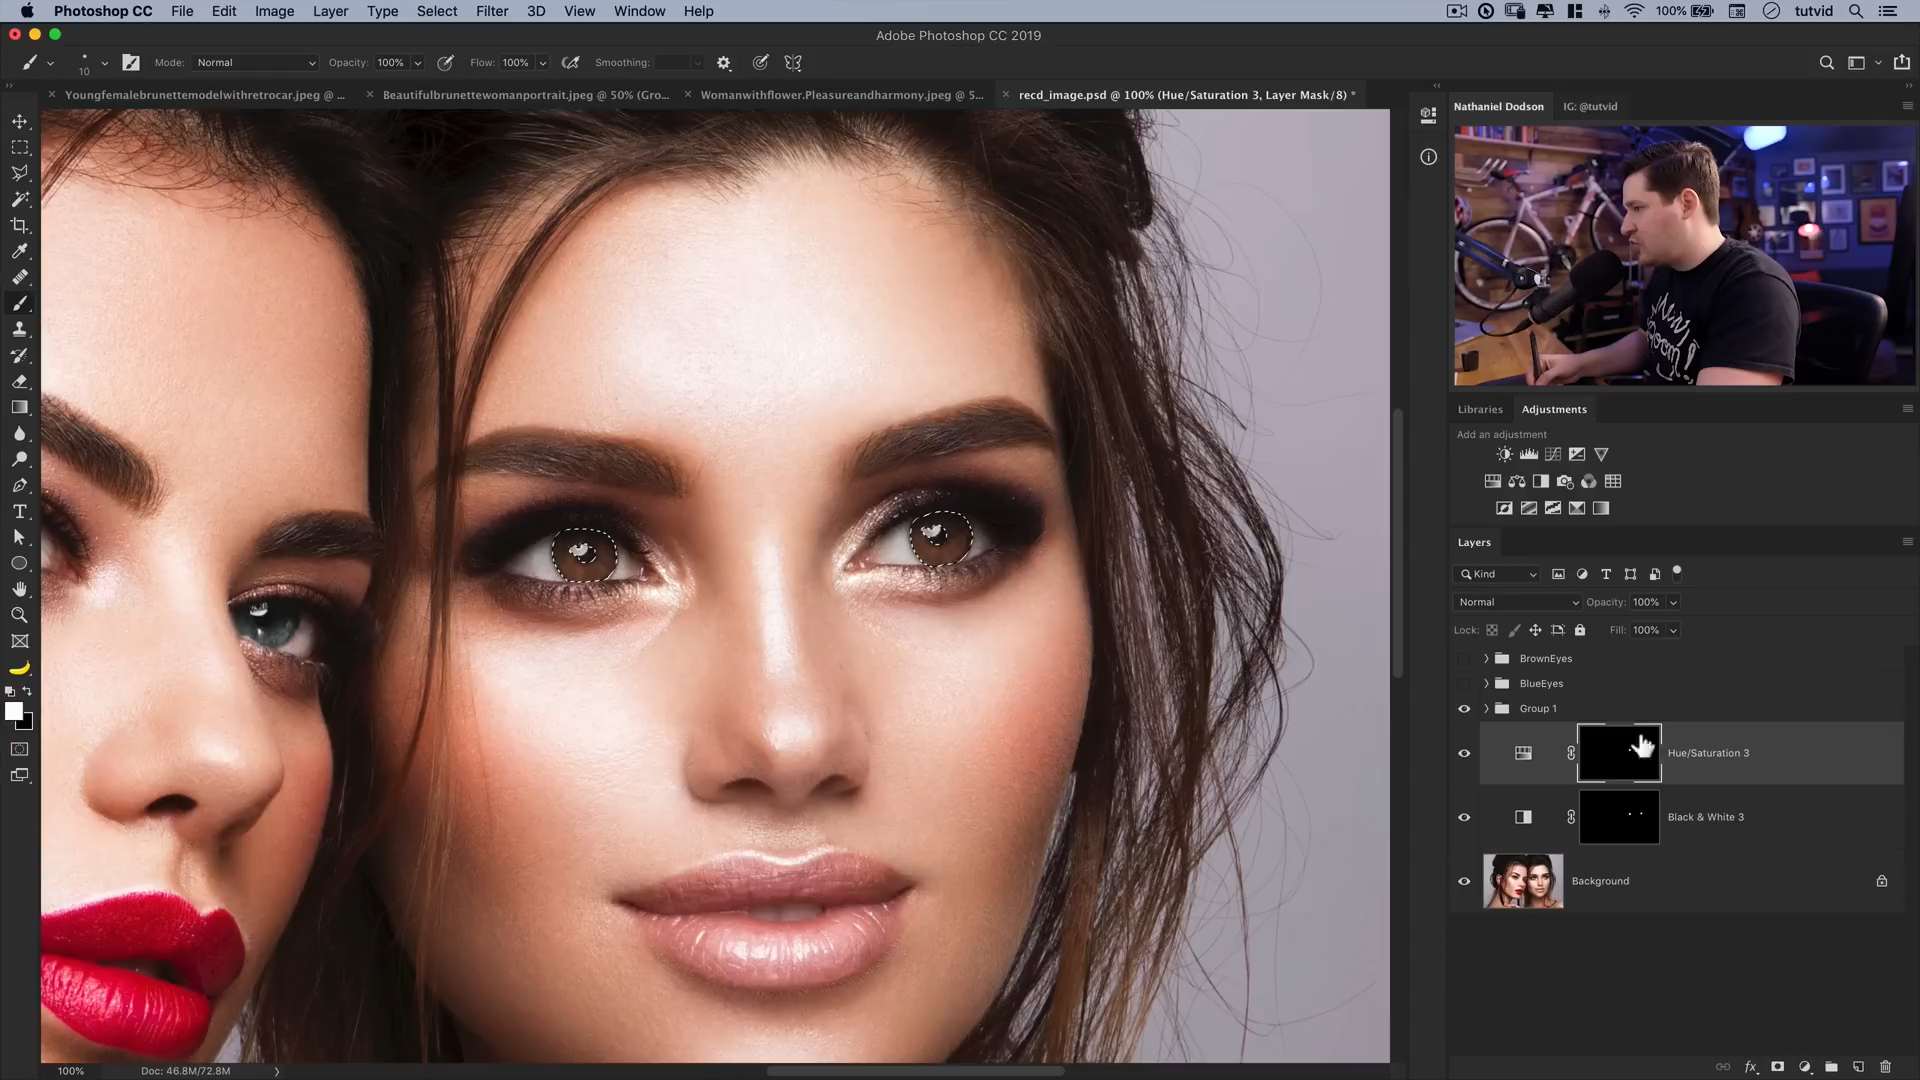 Photoshop CC File Edit Image Layer Type Select Filter 3D View Window Help 100% tutvid
Adobe Photoshop CC 2019
10 Mode: Normal Opacity: 100% Flow: 100% Smoothing:
Youngfemalebrunettemodelwithretrocar.jpeg @ ... Beautifulbrunettewomanportrait.jpeg @ 50% (Gro... Womanwithflower.Pleasureandharmony.jpeg @ 5... recd_image.psd @ 100% (Hue/Saturation 3, Layer Mask/8) *
Nathaniel Dodson IG: @tutvid
Libraries Adjustments
Add an adjustment
Layers
Kind
Normal Opacity: 100%
Lock: Fill: 100%
BrownEyes
BlueEyes
Group 1
Hue/Saturation 3
Black & White 3
Background
100% Doc: 46.8M/72.8M